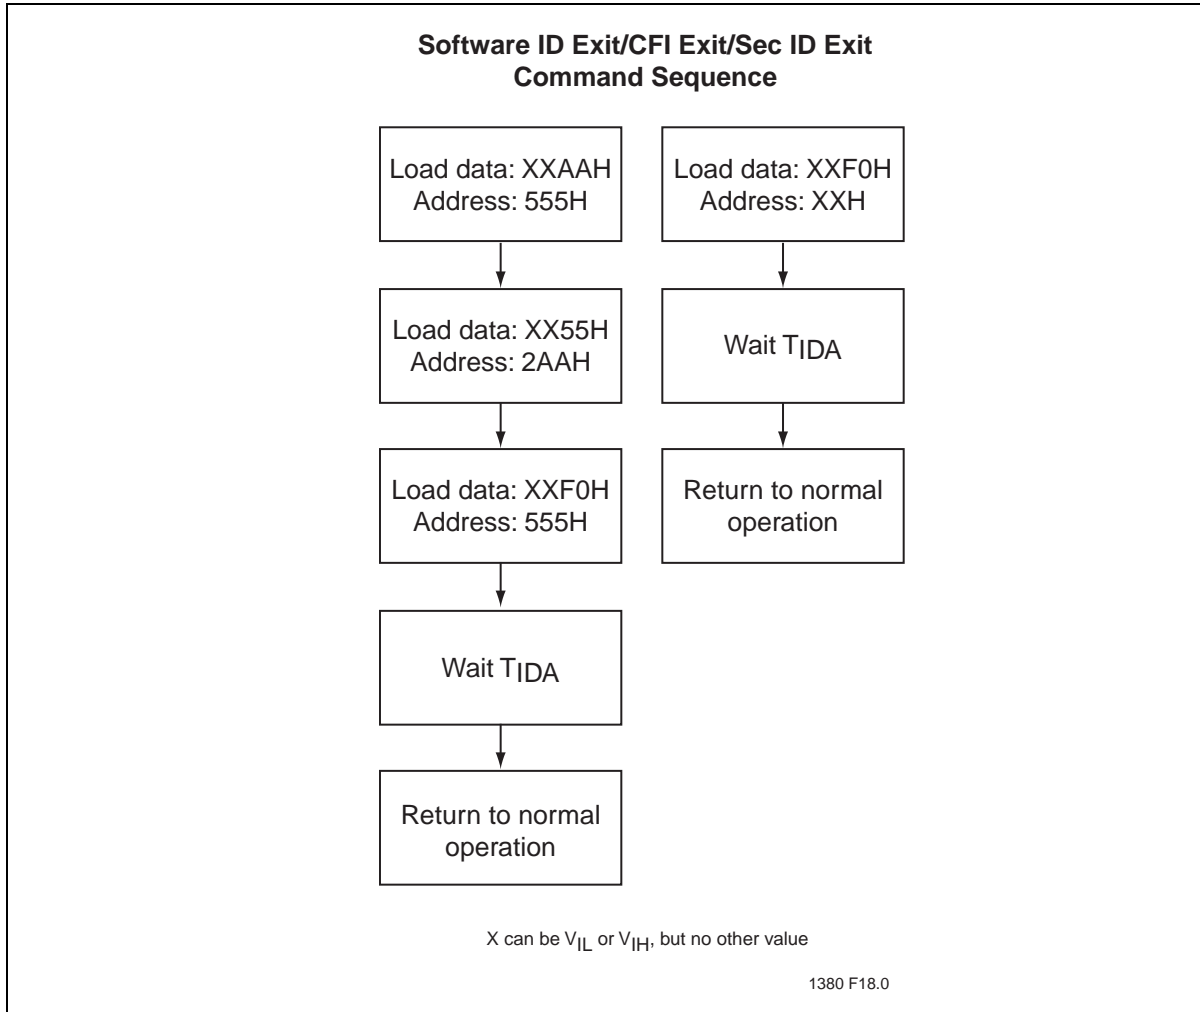 Software ID Exit/CFI Exit/Sec ID Exit
Command Sequence
Load data: XXAAH
Address: 555H
Load data: XX55H
Address: 2AAH
Load data: XXF0H
Address: 555H
Wait TIDA
Return to normal
operation
Load data: XXF0H
Address: XXH
Wait TIDA
Return to normal
operation
X can be VIL or VIH, but no other value
1380 F18.0